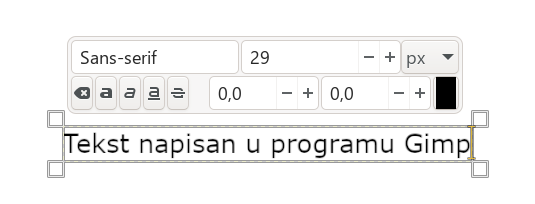 Sans-serif 29 px
a a a S 0,0 0,0
Tekst napisan u programu Gimp